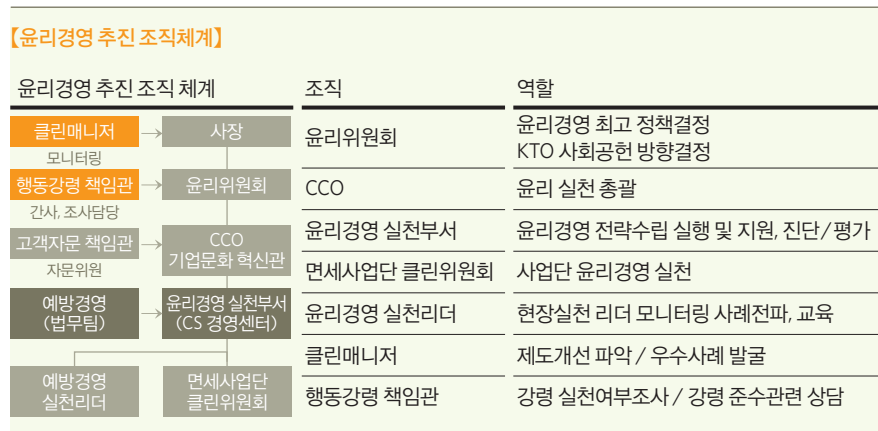 【윤리경영 추진 조직체계】
윤리경영 추진 조직 체계
클린매니저
사장
모니터링
행동강령 책임관
윤리위원회
간사, 조사담당
고객자문 책임관
CCO
기업문화 혁신관
자문위원
예방경영
(법무팀)
윤리경영 실천부서
(CS 경영센터)
예방경영
실천리더
면세사업단
클린위원회
조직
역할
윤리위원회
윤리경영 최고 정책결정
KTO 사회공헌 방향결정
CCO
윤리 실천 총괄
윤리경영 실천부서
윤리경영 전략수립 실행 및 지원, 진단/평가
면세사업단 클린위원회
사업단 윤리경영 실천
윤리경영 실천리더
현장실천 리더 모니터링 사례전파, 교육
클린매니저
제도개선 파악 / 우수사례 발굴
행동강령 책임관
강령 실천여부조사 / 강령 준수관련 상담